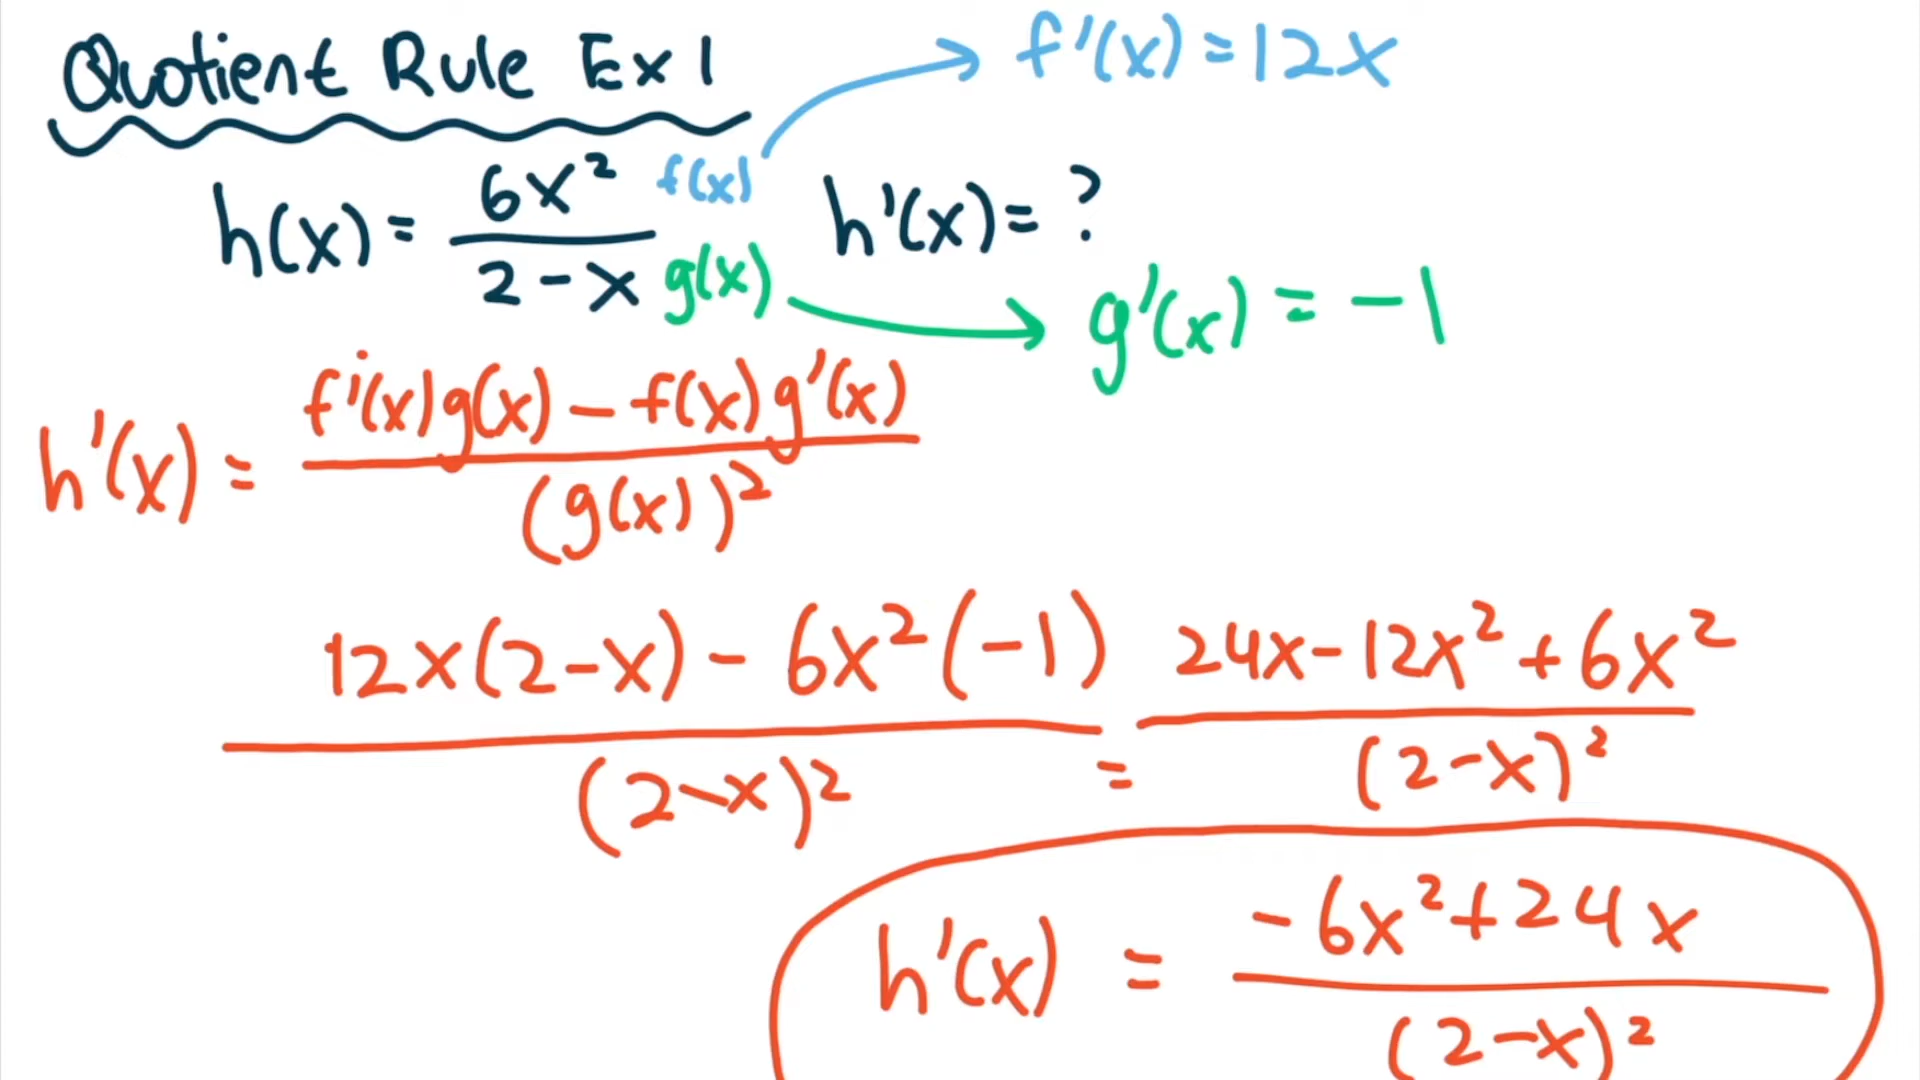 Quotient Rule Ex 1
f'(x) = 12x
h(x) = 6x² / 2 - x
f(x)
g(x)
h'(x) = ?
g'(x) = -1
h'(x) = f'(x)g(x) - f(x)g'(x) / (g(x))²
12x(2-x) - 6x²(-1) / (2-x)² = 24x - 12x² + 6x² / (2-x)²
h'(x) = -6x² + 24x / (2-x)²